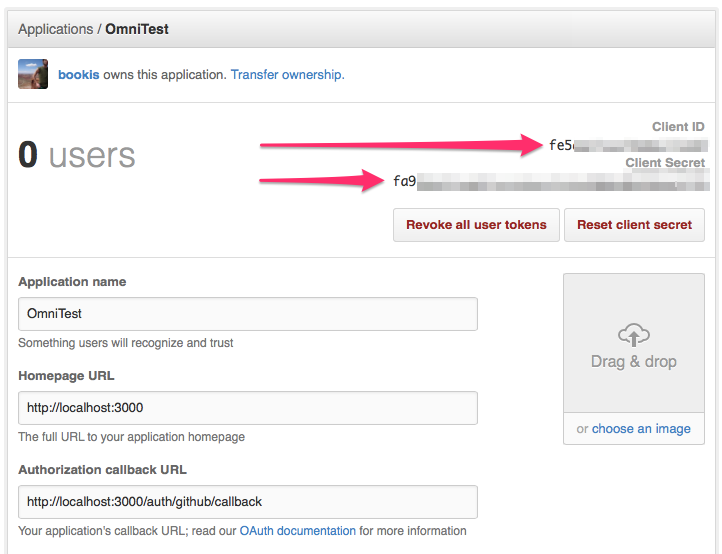 Applications / OmniTest
bookis owns this application. Transfer ownership.
0 users
Client ID
fe5
Client Secret
fa9
Revoke all user tokens
Reset client secret
Application name
OmniTest
Something users will recognize and trust
Homepage URL
http://localhost:3000
The full URL to your application homepage
Authorization callback URL
http://localhost:3000/auth/github/callback
Your application's callback URL; read our OAuth documentation for more information
Drag & drop
or choose an image